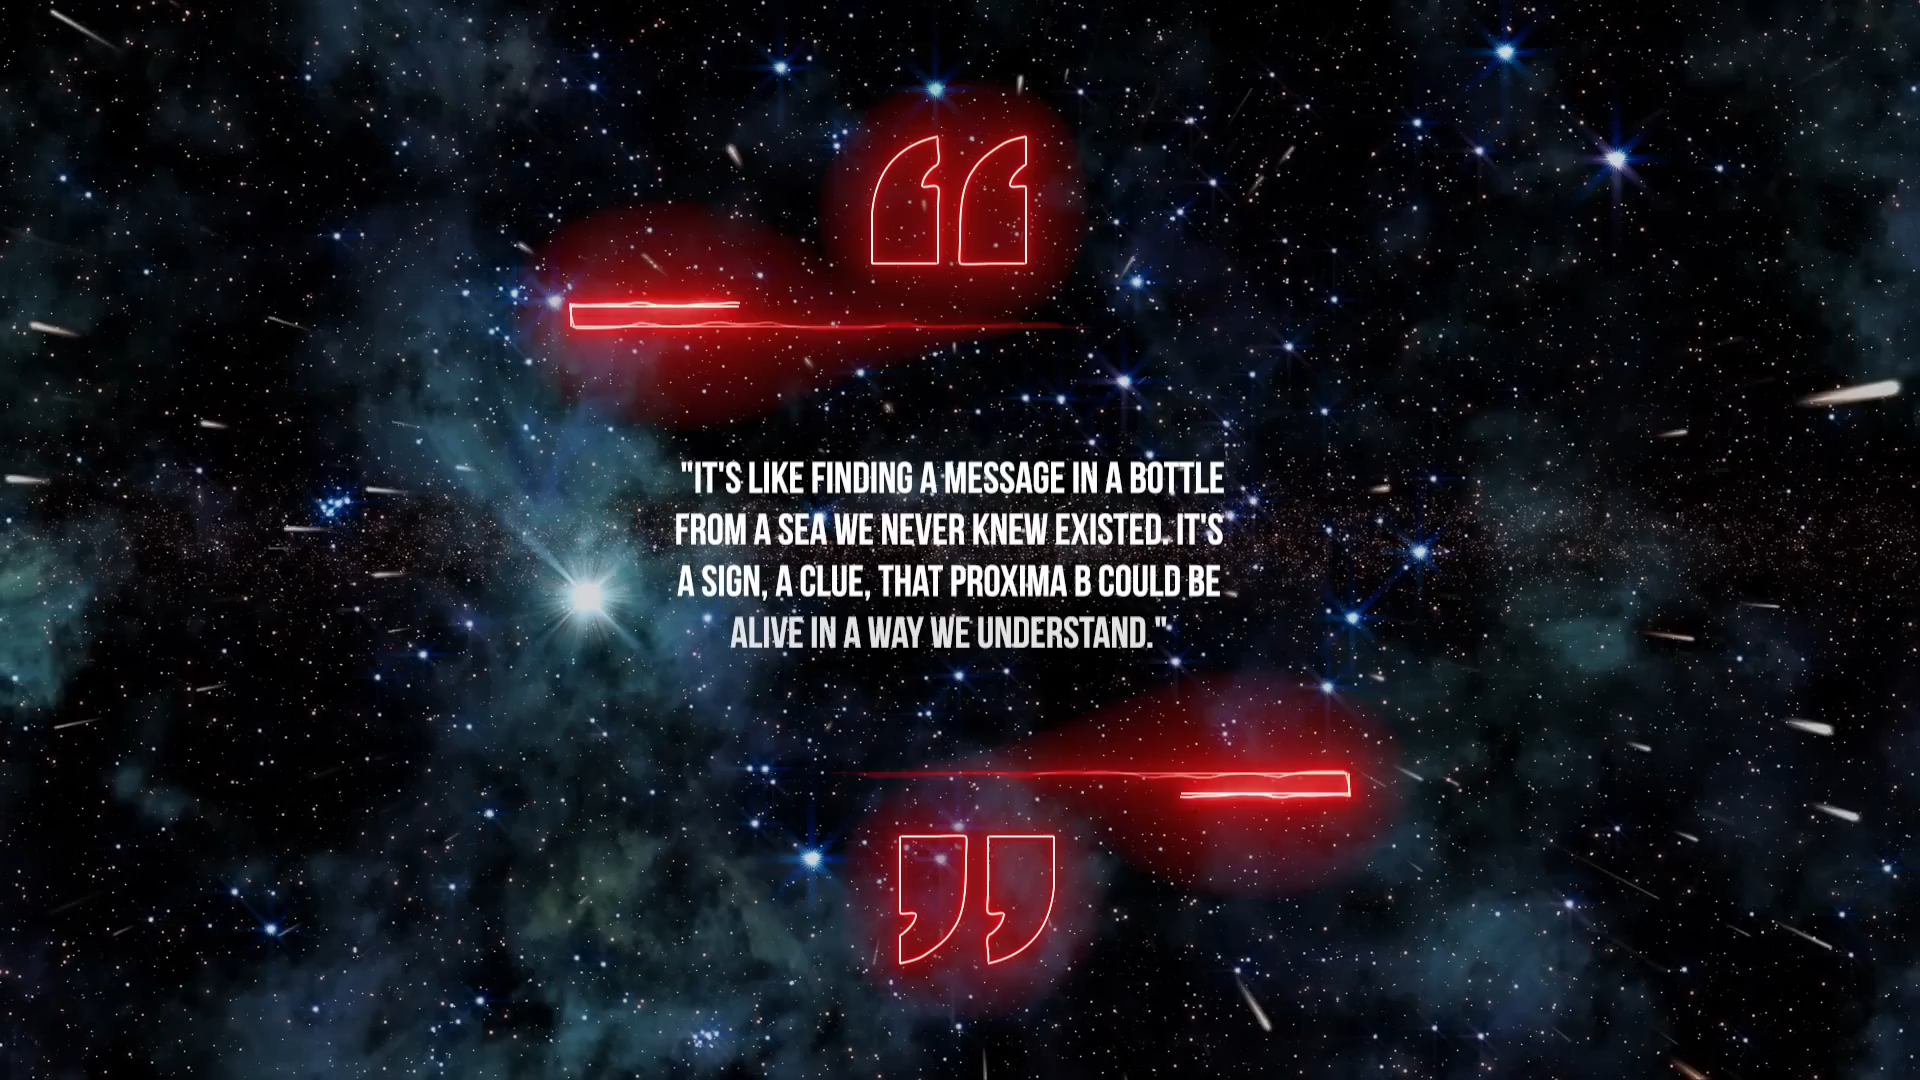 "IT'S LIKE FINDING A MESSAGE IN A BOTTLE
FROM A SEA WE NEVER KNEW EXISTED. IT'S
A SIGN, A CLUE, THAT PROXIMA B COULD BE
ALIVE IN A WAY WE UNDERSTAND."